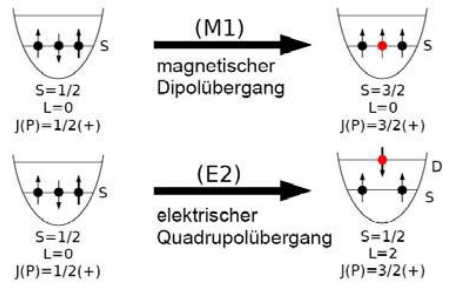 (M1)
magnetischer
Dipolübergang
S
S=1/2
L=0
J(P)=1/2(+)
S
S=3/2
L=0
J(P)=3/2(+)
(E2)
elektrischer
Quadrupolübergang
S
S=1/2
L=0
J(P)=1/2(+)
D
S
S=1/2
L=2
J(P)=3/2(+)